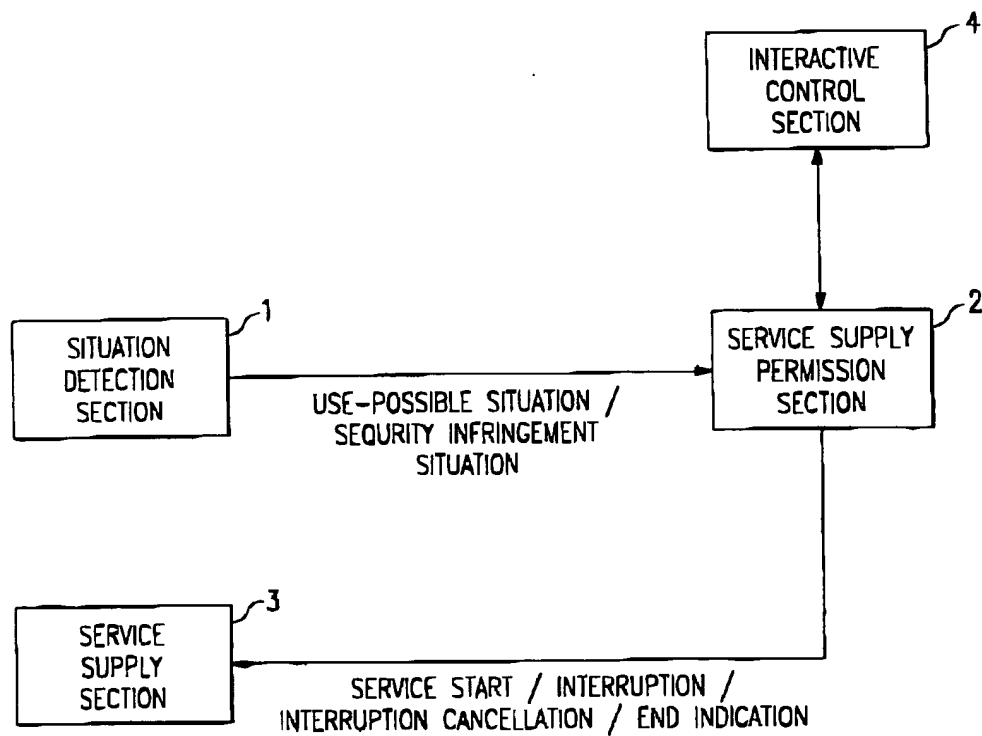 4
INTERACTIVE
CONTROL
SECTION
1
SITUATION
DETECTION
SECTION
2
SERVICE SUPPLY
PERMISSION
SECTION
USE-POSSIBLE SITUATION /
SEQURITY INFRINGEMENT
SITUATION
3
SERVICE
SUPPLY
SECTION
SERVICE START / INTERRUPTION /
INTERRUPTION CANCELLATION / END INDICATION